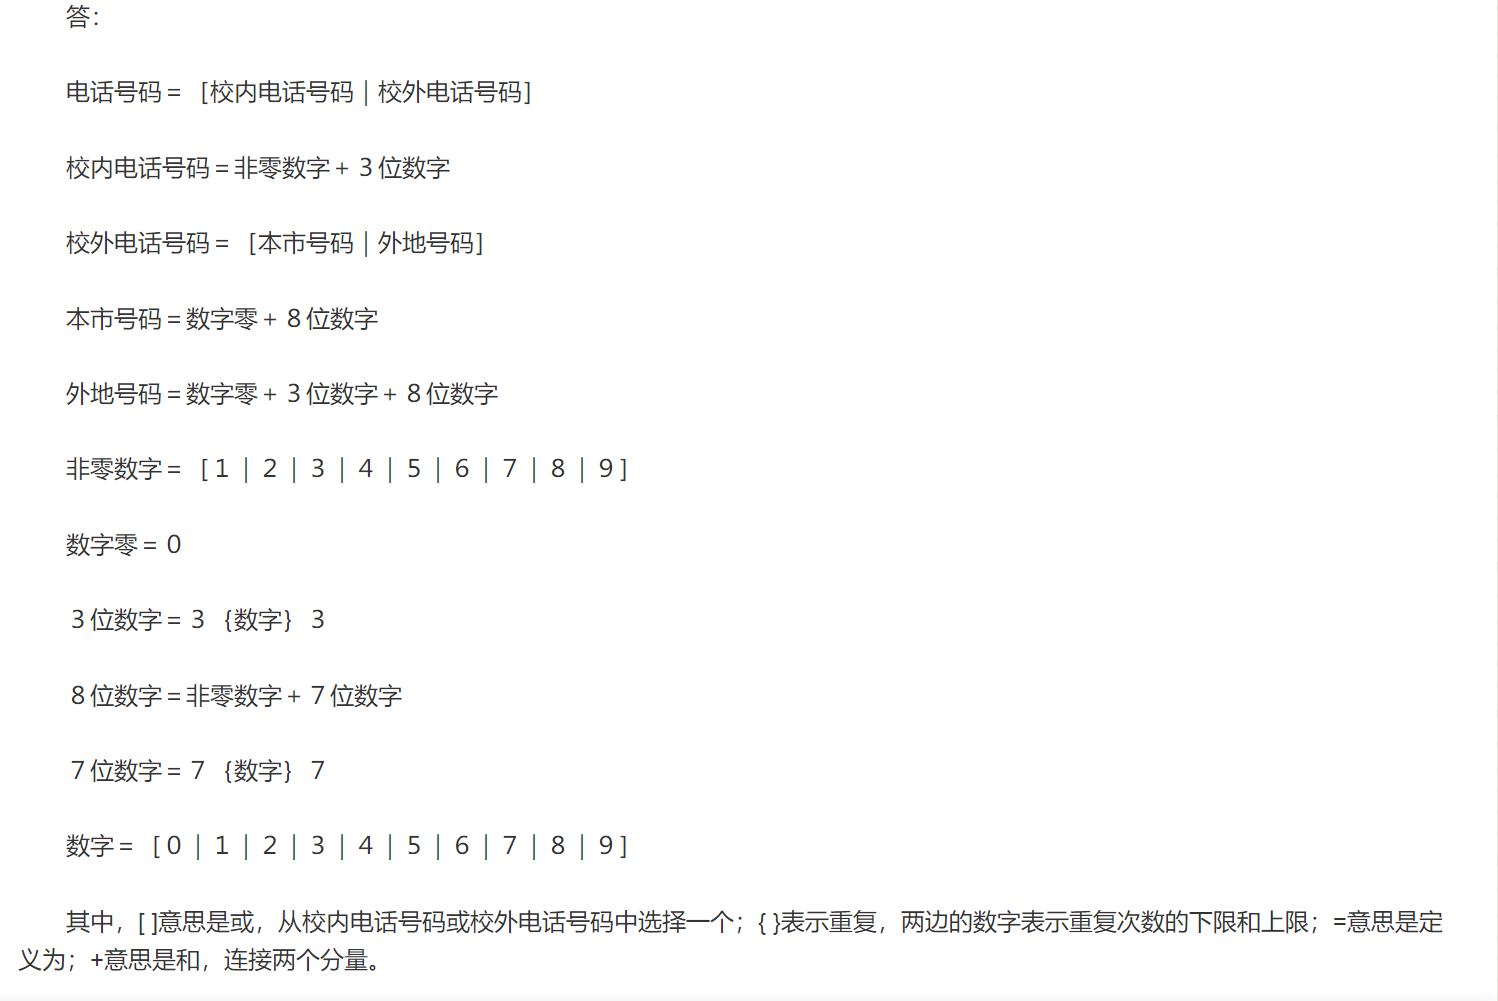 答：
电话号码＝［校内电话号码｜校外电话号码］
校内电话号码＝非零数字＋３位数字
校外电话号码＝［本市号码｜外地号码］
本市号码＝数字零＋８位数字
外地号码＝数字零＋３位数字＋８位数字
非零数字＝［１｜２｜３｜４｜５｜６｜７｜８｜９］
数字零＝０
３位数字＝３｛数字｝３
８位数字＝非零数字＋７位数字
７位数字＝７｛数字｝７
数字＝［０｜１｜２｜３｜４｜５｜６｜７｜８｜９］
其中，[ ]意思是或，从校内电话号码或校外电话号码中选择一个；{ }表示重复，两边的数字表示重复次数的下限和上限；=意思是定
义为；+意思是和，连接两个分量。